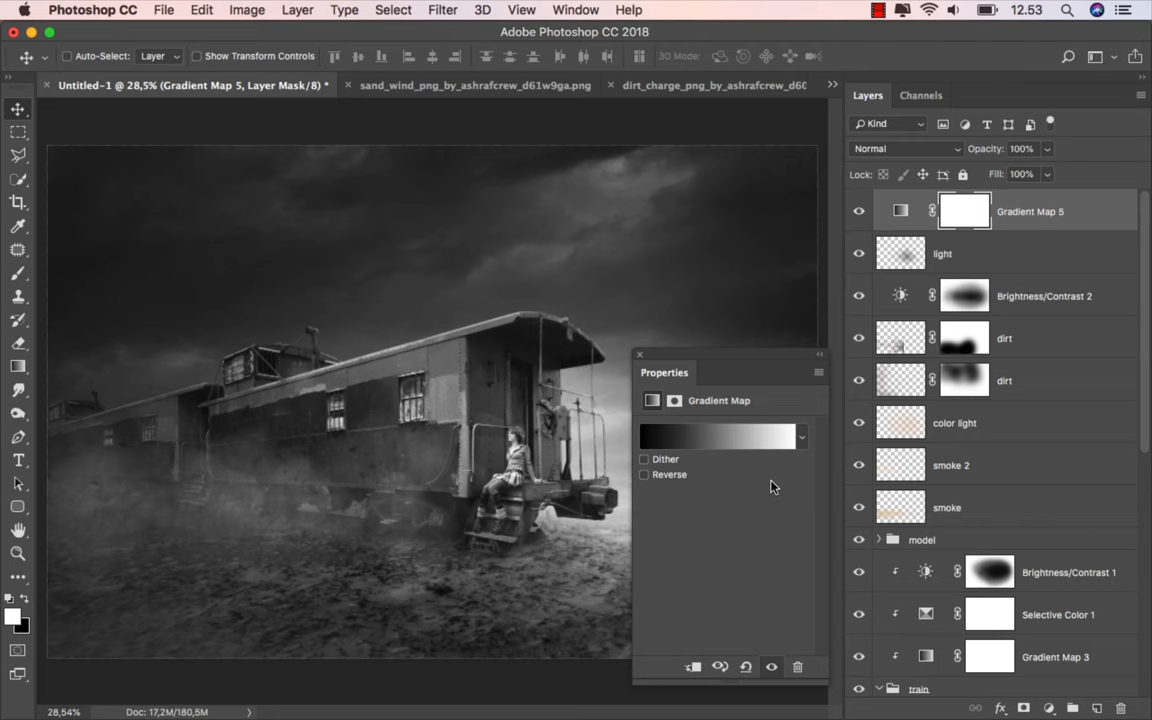 Photoshop CC File Edit Image Layer Type Select Filter 3D View Window Help 12.53
Adobe Photoshop CC 2018
Auto-Select: Layer Show Transform Controls 3D Mode:
Untitled-1 @ 28,5% (Gradient Map 5, Layer Mask/8) * sand_wind_png_by_ashrafcrew_d61w9ga.png dirt_charge_png_by_ashrafcrew_d60
Layers Channels
Kind
Normal Opacity: 100%
Lock: Fill: 100%
Gradient Map 5
light
Brightness/Contrast 2
dirt
dirt
color light
smoke 2
smoke
model
Brightness/Contrast 1
Selective Color 1
Gradient Map 3
train
Properties
Gradient Map
Dither
Reverse
28,54% Doc: 17,2M/180,5M